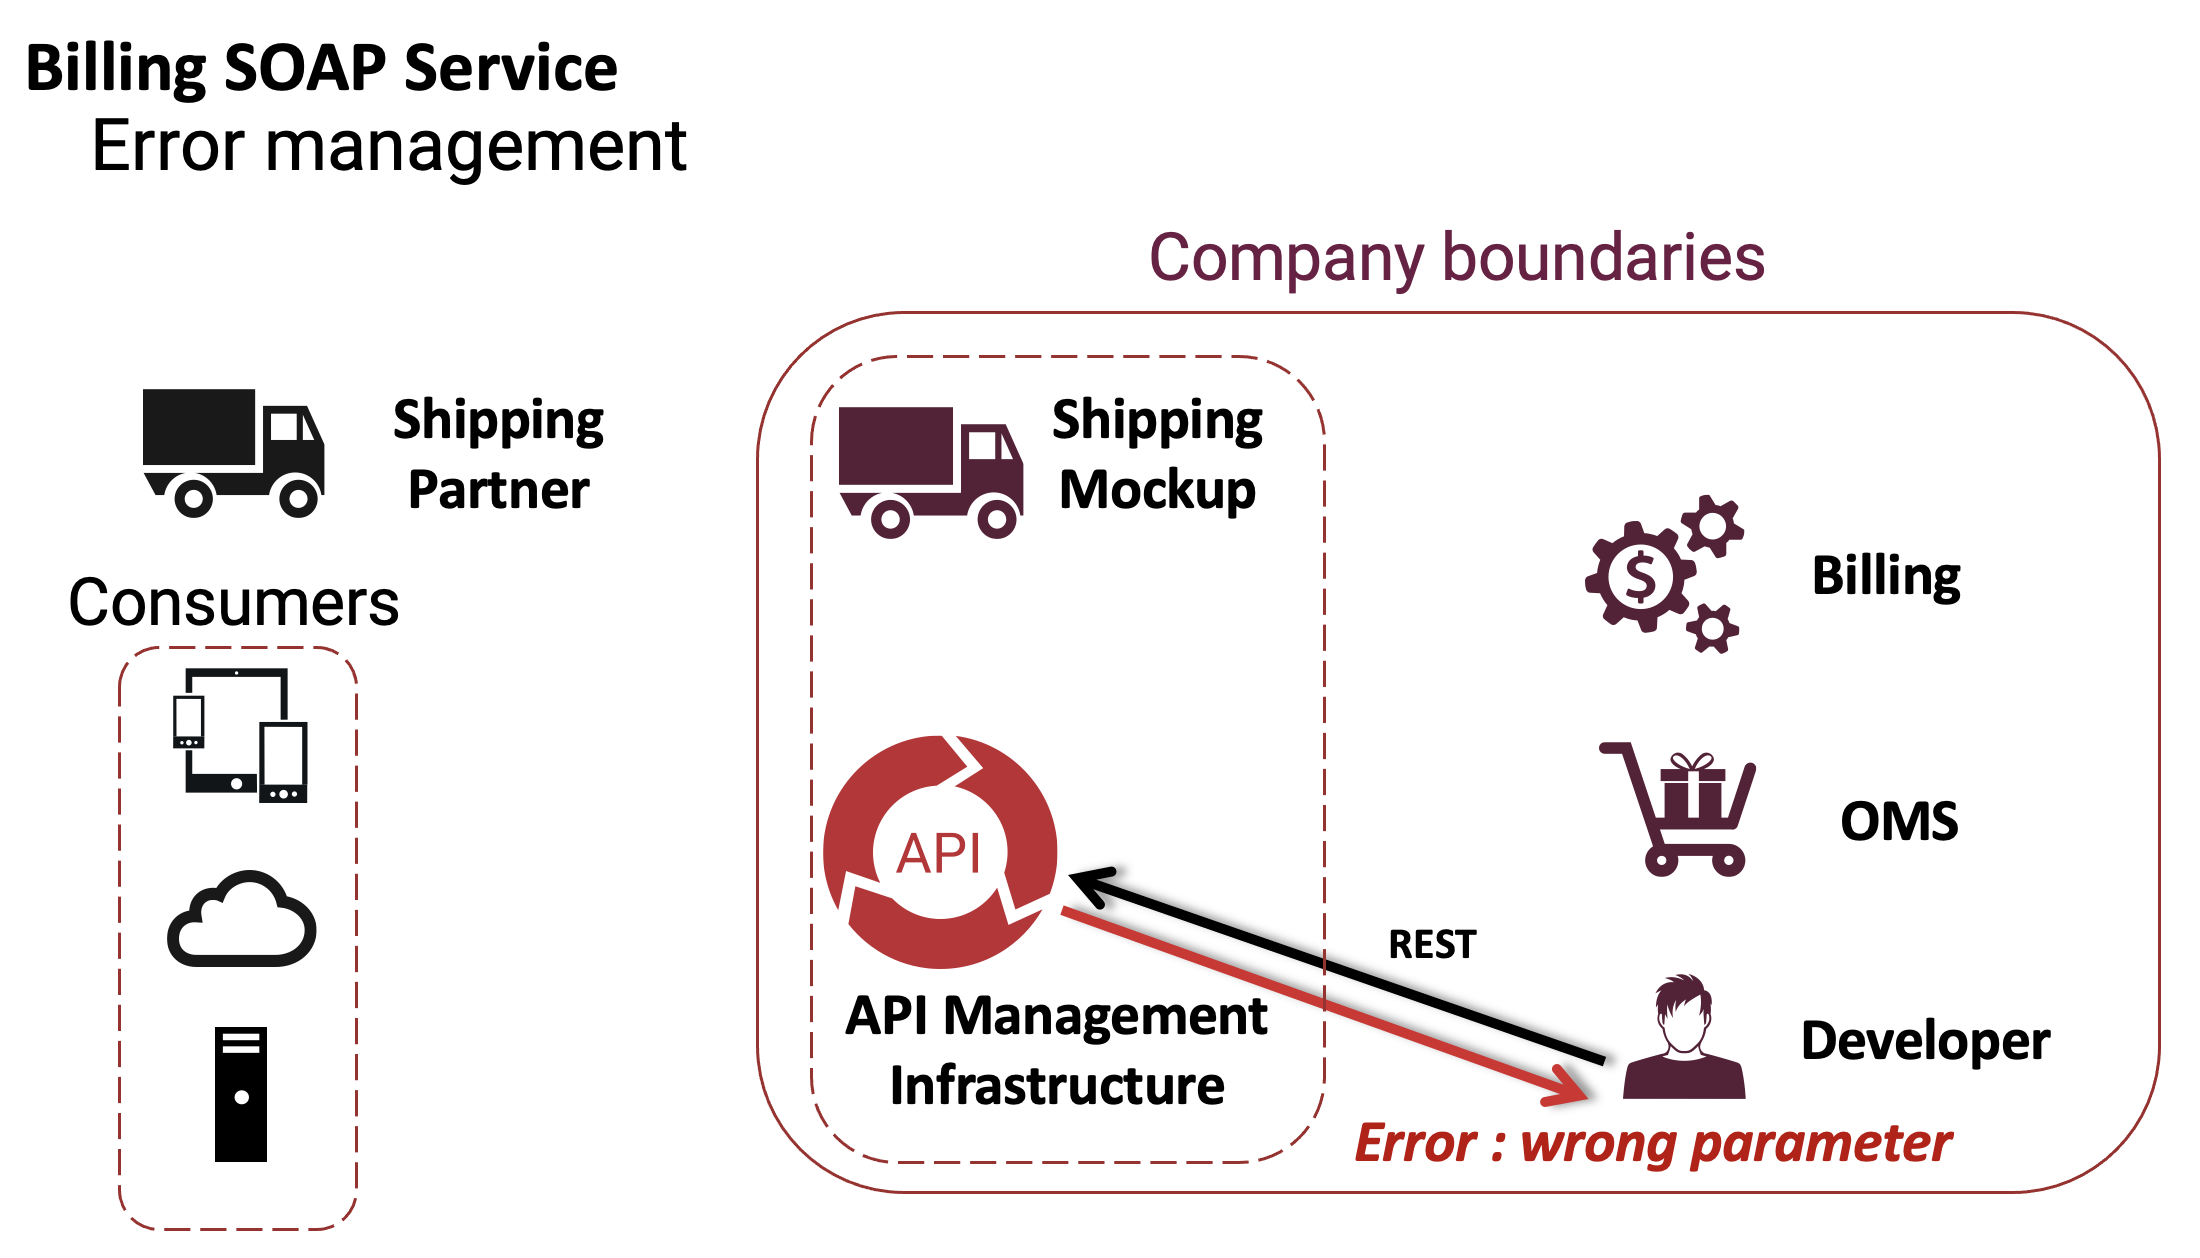 Billing SOAP Service
Error management
Company boundaries
Shipping
Partner
Shipping
Mockup
Billing
Consumers
$
API
OMS
REST
API Management
Infrastructure
Developer
Error : wrong parameter